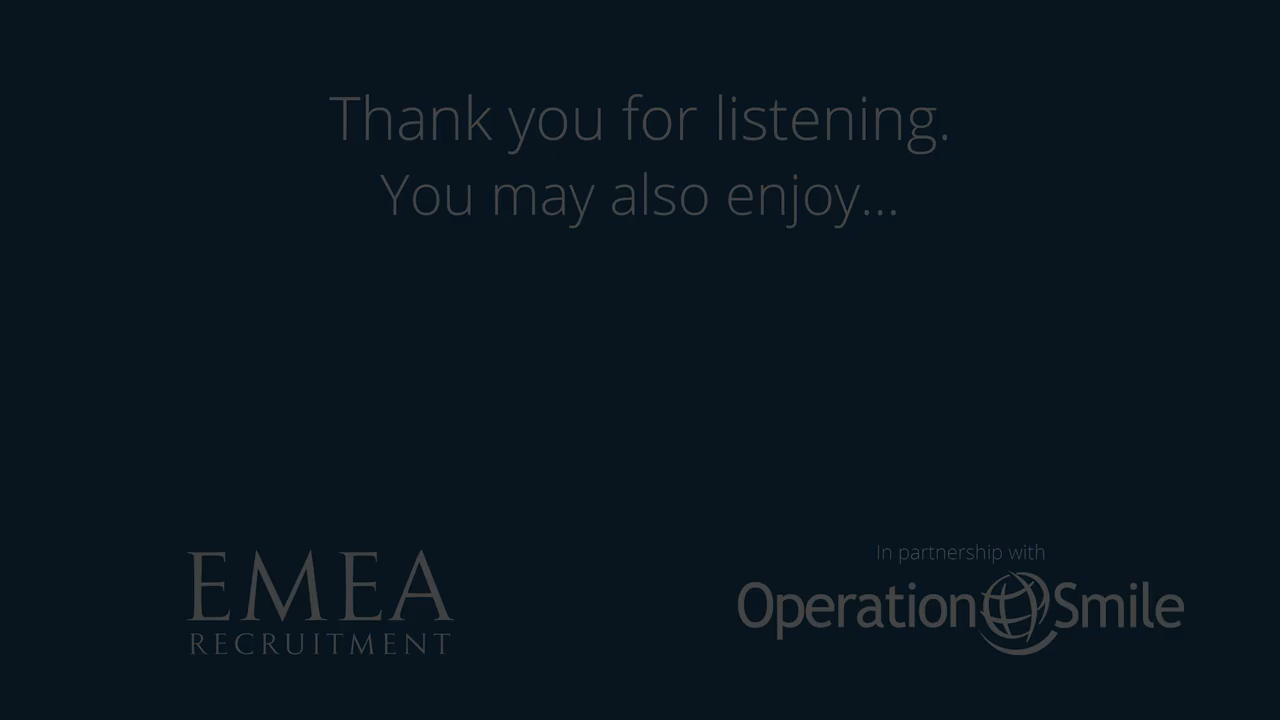 Thank you for listening.
You may also enjoy...
EMEA
RECRUITMENT
In partnership with
Operation Smile